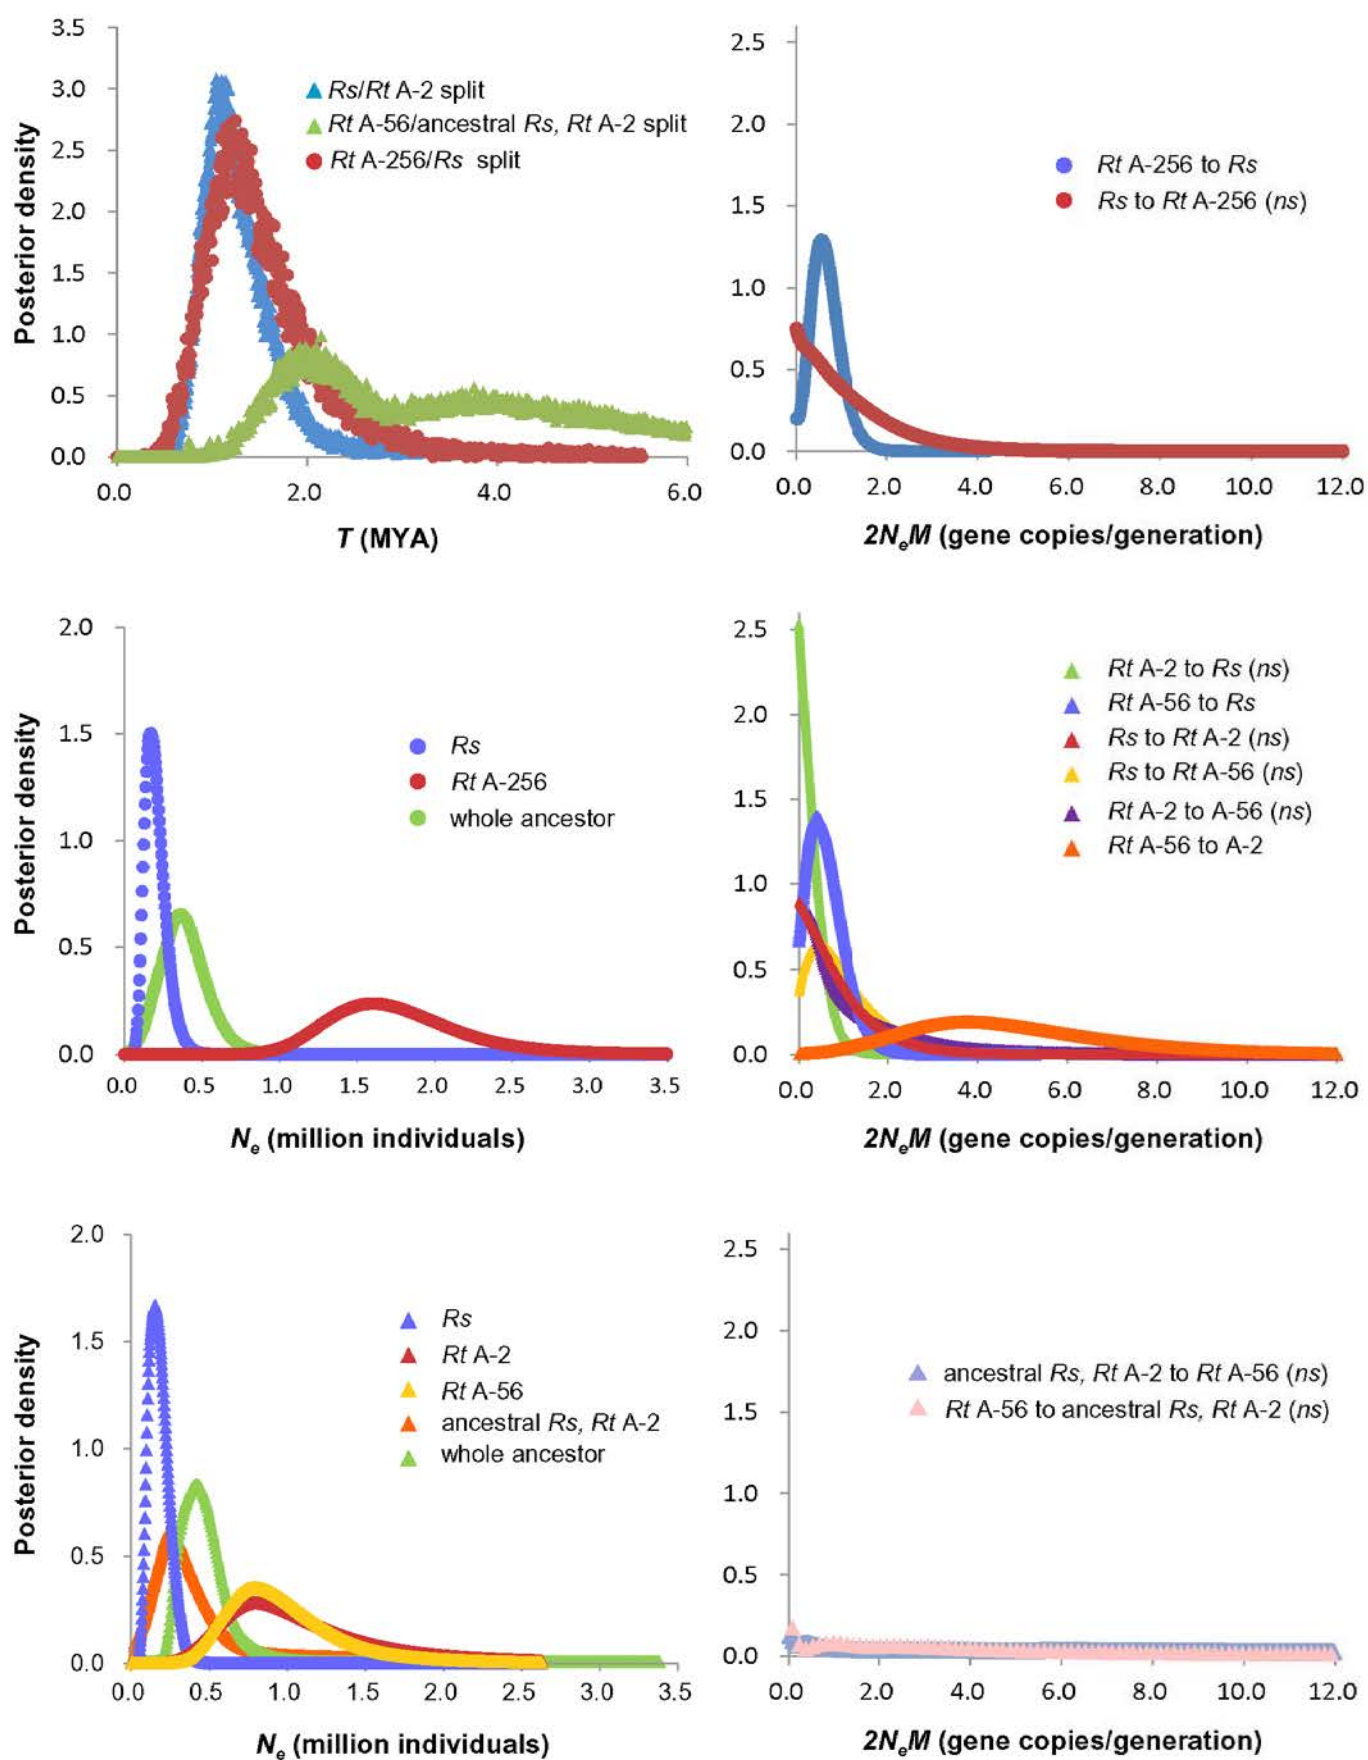 3.5
3.0
2.5
2.0
1.5
1.0
0.5
0.0
Posterior density
Rs/Rt A-2 split
Rt A-56/ancestral Rs, Rt A-2 split
Rt A-256/Rs split
0.0 2.0 4.0 6.0
T (MYA)
2.5
2.0
1.5
1.0
0.5
0.0
Rt A-256 to Rs
Rs to Rt A-256 (ns)
0.0 2.0 4.0 6.0 8.0 10.0 12.0
2NeM (gene copies/generation)
2.0
1.5
1.0
0.5
0.0
Posterior density
Rs
Rt A-256
whole ancestor
0.0 0.5 1.0 1.5 2.0 2.5 3.0 3.5
Ne (million individuals)
2.5
2.0
1.5
1.0
0.5
0.0
Rt A-2 to Rs (ns)
Rt A-56 to Rs
Rs to Rt A-2 (ns)
Rs to Rt A-56 (ns)
Rt A-2 to A-56 (ns)
Rt A-56 to A-2
0.0 2.0 4.0 6.0 8.0 10.0 12.0
2NeM (gene copies/generation)
2.0
1.5
1.0
0.5
0.0
Posterior density
Rs
Rt A-2
Rt A-56
ancestral Rs, Rt A-2
whole ancestor
0.0 0.5 1.0 1.5 2.0 2.5 3.0 3.5
Ne (million individuals)
2.5
2.0
1.5
1.0
0.5
0.0
ancestral Rs, Rt A-2 to Rt A-56 (ns)
Rt A-56 to ancestral Rs, Rt A-2 (ns)
0.0 2.0 4.0 6.0 8.0 10.0 12.0
2NeM (gene copies/generation)